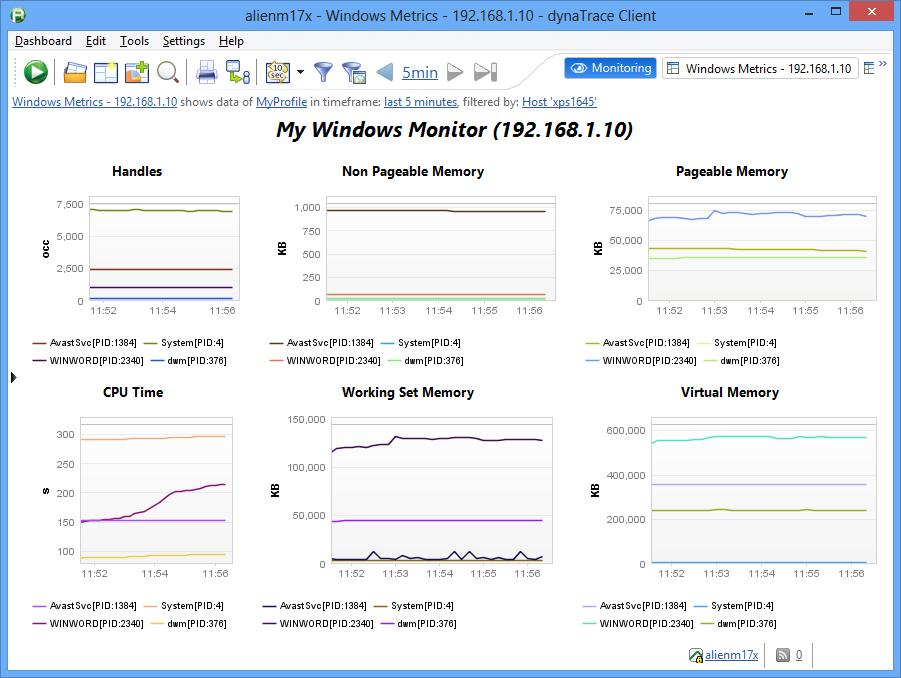 alienm17x - Windows Metrics - 192.168.1.10 - dynaTrace Client
Dashboard Edit Tools Settings Help
10 sec 5min Monitoring Windows Metrics - 192.168.1.10 »
Windows Metrics - 192.168.1.10 shows data of MyProfile in timeframe: last 5 minutes, filtered by: Host 'xps1645'
My Windows Monitor (192.168.1.10)
Handles
occ
7,500
5,000
2,500
0
11:52 11:54 11:56
AvastSvc[PID:1384] System[PID:4]
WINWORD[PID:2340] dwm[PID:376]
Non Pageable Memory
KB
1,000
750
500
250
0
11:52 11:53 11:54 11:55 11:56
AvastSvc[PID:1384] System[PID:4]
WINWORD[PID:2340] dwm[PID:376]
Pageable Memory
KB
75,000
50,000
25,000
0
11:52 11:53 11:54 11:55 11:56
AvastSvc[PID:1384] System[PID:4]
WINWORD[PID:2340] dwm[PID:376]
CPU Time
s
300
250
200
150
100
11:52 11:54 11:56
AvastSvc[PID:1384] System[PID:4]
WINWORD[PID:2340] dwm[PID:376]
Working Set Memory
KB
150,000
100,000
50,000
0
11:52 11:53 11:54 11:55 11:56
AvastSvc[PID:1384] System[PID:4]
WINWORD[PID:2340] dwm[PID:376]
Virtual Memory
KB
600,000
400,000
200,000
0
11:52 11:53 11:54 11:55 11:56
AvastSvc[PID:1384] System[PID:4]
WINWORD[PID:2340] dwm[PID:376]
alienm17x 0